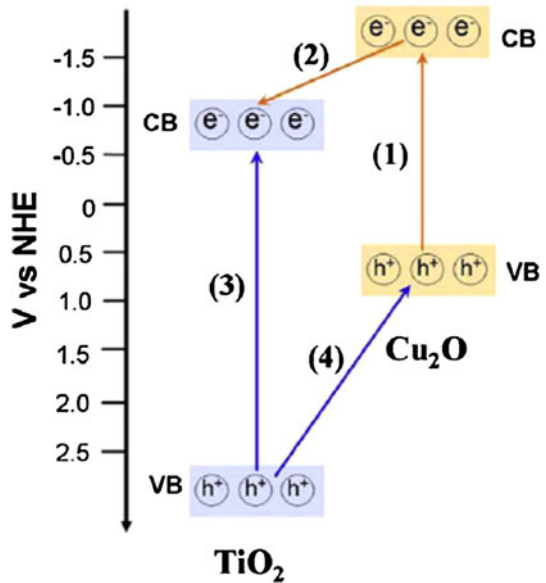 e⁻ e⁻ e⁻
CB
(2)
-1.5
-1.0
CB
e⁻ e⁻ e⁻
-0.5
(1)
0
V vs NHE
0.5
h⁺ h⁺ h⁺
VB
(3)
1.0
Cu₂O
(4)
1.5
2.0
2.5
VB
h⁺ h⁺ h⁺
TiO₂